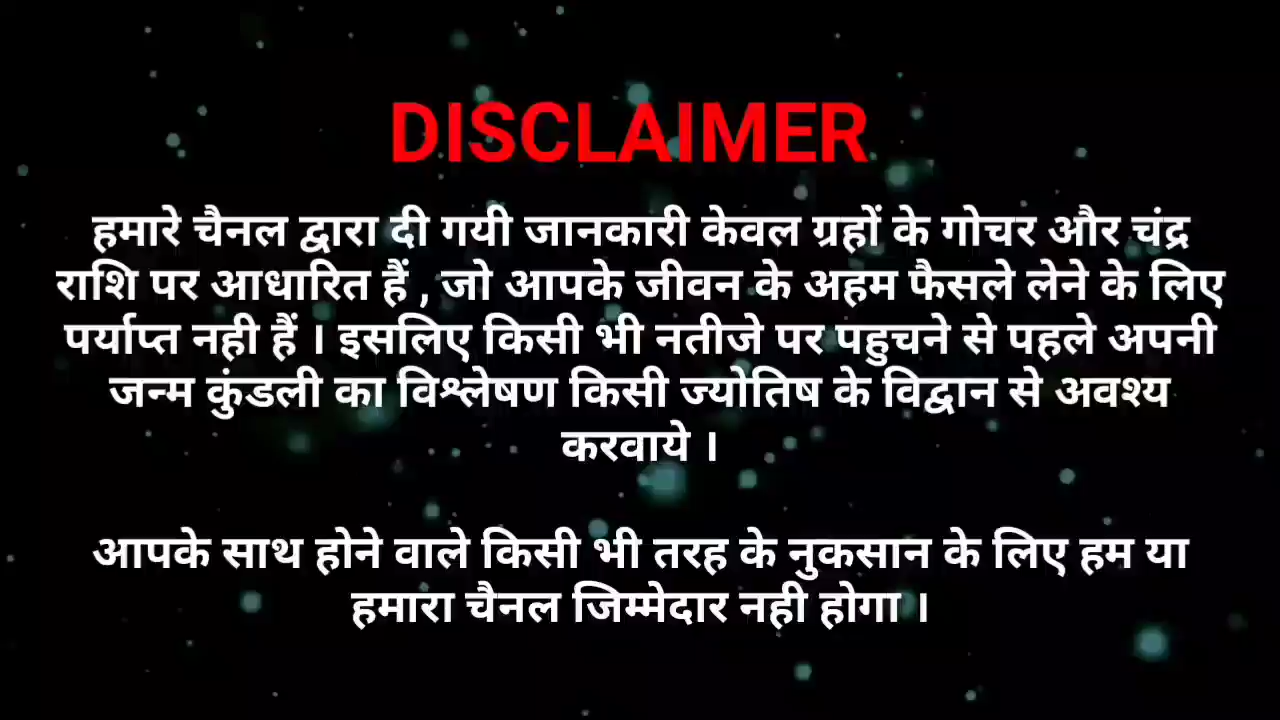 DISCLAIMER
हमारे चैनल द्वारा दी गयी जानकारी केवल ग्रहों के गोचर और चंद्र
राशि पर आधारित हैं , जो आपके जीवन के अहम फैसले लेने के लिए
पर्याप्त नही हैं । इसलिए किसी भी नतीजे पर पहुचने से पहले अपनी
जन्म कुंडली का विश्लेषण किसी ज्योतिष के विद्वान से अवश्य
करवाये ।
आपके साथ होने वाले किसी भी तरह के नुकसान के लिए हम या
हमारा चैनल जिम्मेदार नही होगा ।